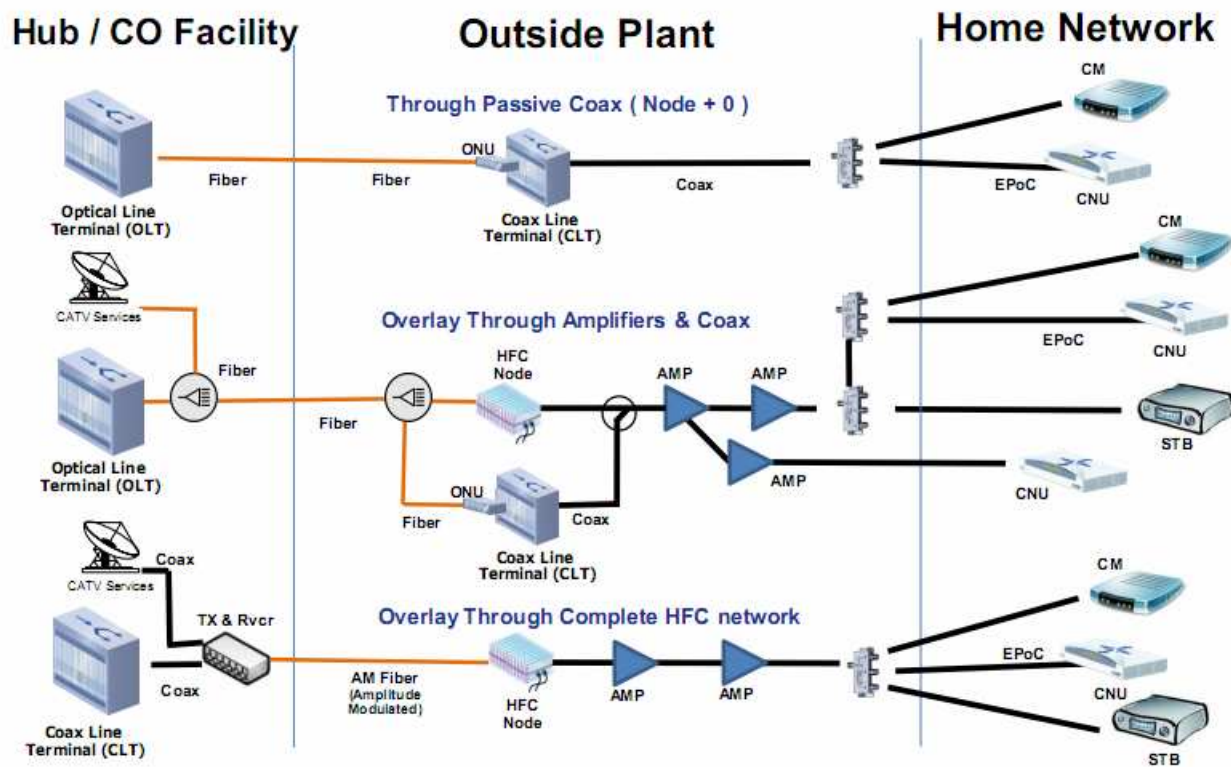 Hub / CO Facility
Outside Plant
Home Network
Through Passive Coax ( Node + 0 )
CM
ONU
Fiber
Fiber
Coax
EPoC
CNU
Optical Line
Terminal (OLT)
Coax Line
Terminal (CLT)
CM
CATV Services
Overlay Through Amplifiers & Coax
EPoC
CNU
Fiber
HFC
Node
AMP
AMP
Fiber
STB
Optical Line
Terminal (OLT)
ONU
AMP
CNU
Fiber
Coax
Coax
CATV Services
Coax Line
Terminal (CLT)
CM
TX & Rvcr
Overlay Through Complete HFC network
EPoC
Coax
AM Fiber
(Amplitude
Modulated)
HFC
Node
AMP
AMP
CNU
Coax Line
Terminal (CLT)
STB